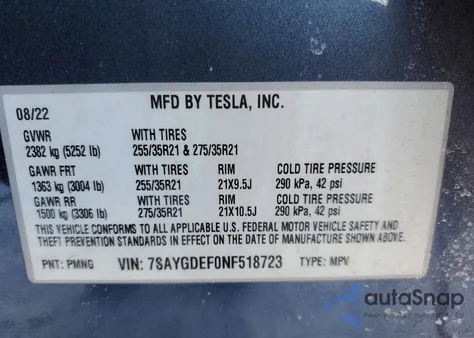 MFD BY TESLA, INC.
08/22
GVWR WITH TIRES
2382 kg (5252 lb) 255/35R21 & 275/35R21
GAWR FRT WITH TIRES RIM COLD TIRE PRESSURE
1363 kg (3004 lb) 255/35R21 21X9.5J 290 kPa, 42 psi
GAWR RR WITH TIRES RIM COLD TIRE PRESSURE
1500 kg (3306 lb) 275/35R21 21X10.5J 290 kPa, 42 psi
THIS VEHICLE CONFORMS TO ALL APPLICABLE U.S. FEDERAL MOTOR VEHICLE SAFETY AND
THEFT PREVENTION STANDARDS IN EFFECT ON THE DATE OF MANUFACTURE SHOWN ABOVE.
PNT: PMNG VIN: 7SAYGDEF0NF518723 TYPE: MPV
autoSnap